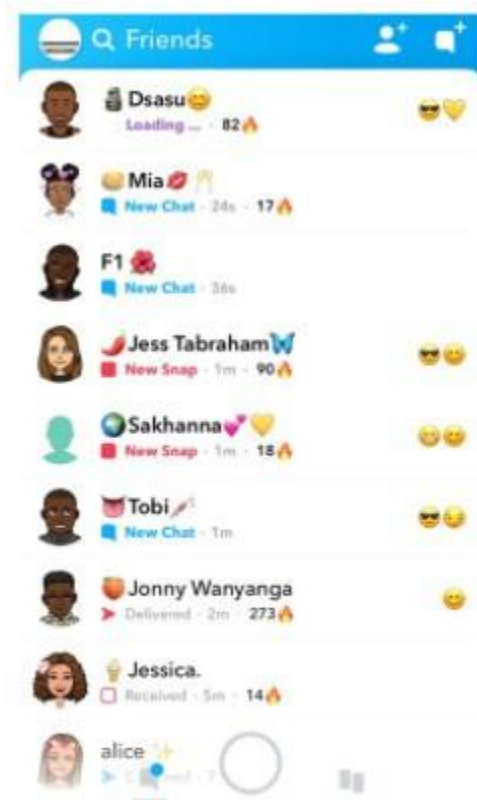 Friends
Dsasu😊
Loading ... · 82🔥
Mia💋🥂
New Chat · 24s · 17🔥
F1 🌺
New Chat · 36s
🌶️Jess Tabraham🦋
New Snap · 1m · 90🔥
🌍Sakhanna💕💛
New Snap · 1m · 18🔥
👅Tobi
New Chat · 1m
🍑Jonny Wanyanga
Delivered · 2m · 273🔥
🍦Jessica.
Received · 5m · 14🔥
alice ✨